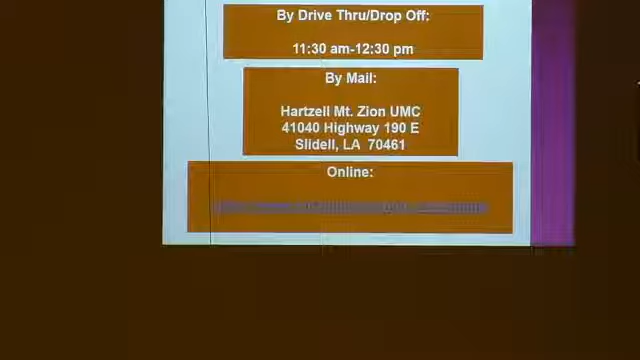 By Drive Thru/Drop Off:
11:30 am-12:30 pm
By Mail:
Hartzell Mt. Zion UMC
41040 Highway 190 E
Slidell, LA 70461
Online: